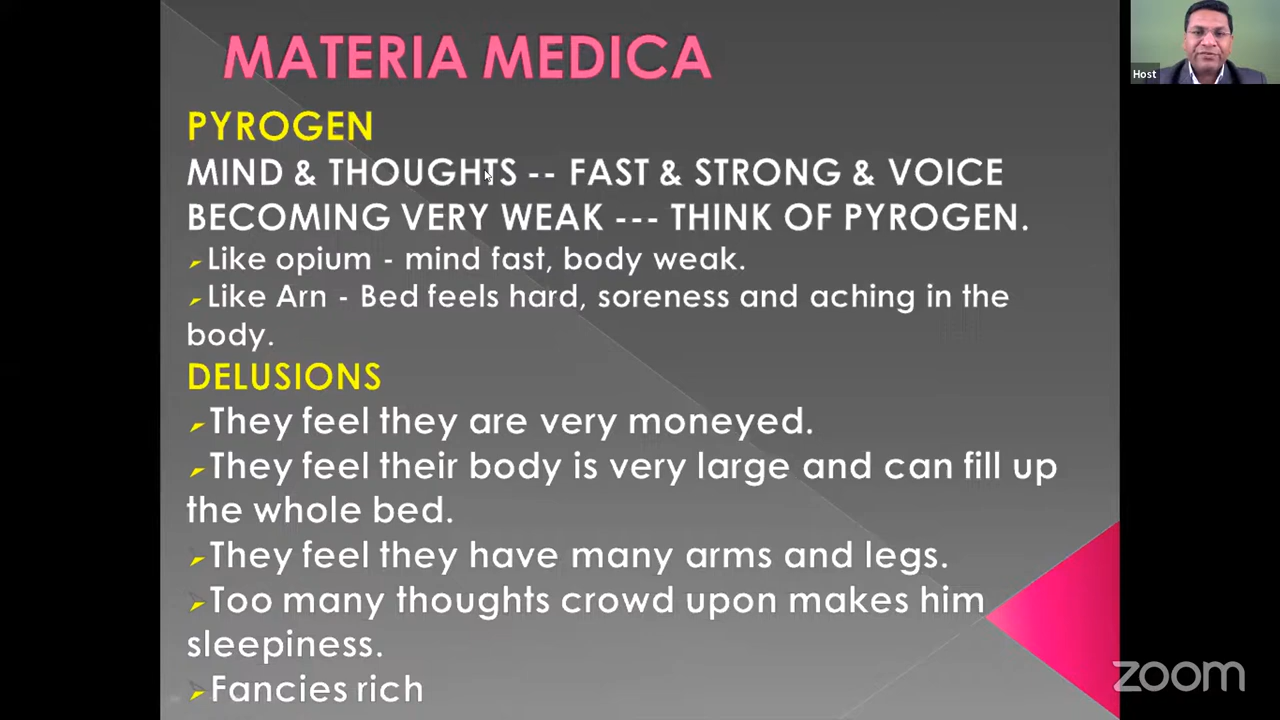 MATERIA MEDICA
Host
PYROGEN
MIND & THOUGHTS -- FAST & STRONG & VOICE
BECOMING VERY WEAK --- THINK OF PYROGEN.
Like opium - mind fast, body weak.
Like Arn - Bed feels hard, soreness and aching in the
body.
DELUSIONS
They feel they are very moneyed.
They feel their body is very large and can fill up
the whole bed.
They feel they have many arms and legs.
Too many thoughts crowd upon makes him
sleepiness.
Fancies rich
zoom